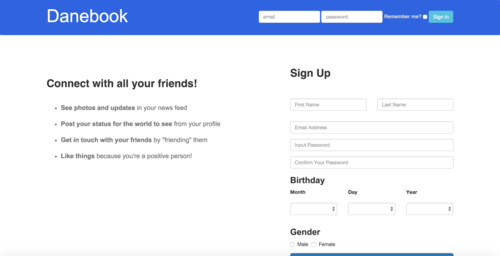 Danebook
email
password
Remember me?
Sign In
Connect with all your friends!
See photos and updates in your news feed
Post your status for the world to see from your profile
Get in touch with your friends by "friending" them
Like things because you're a positive person!
Sign Up
First Name
Last Name
Email Address
Input Password
Confirm Your Password
Birthday
Month
Day
Year
Gender
Male
Female